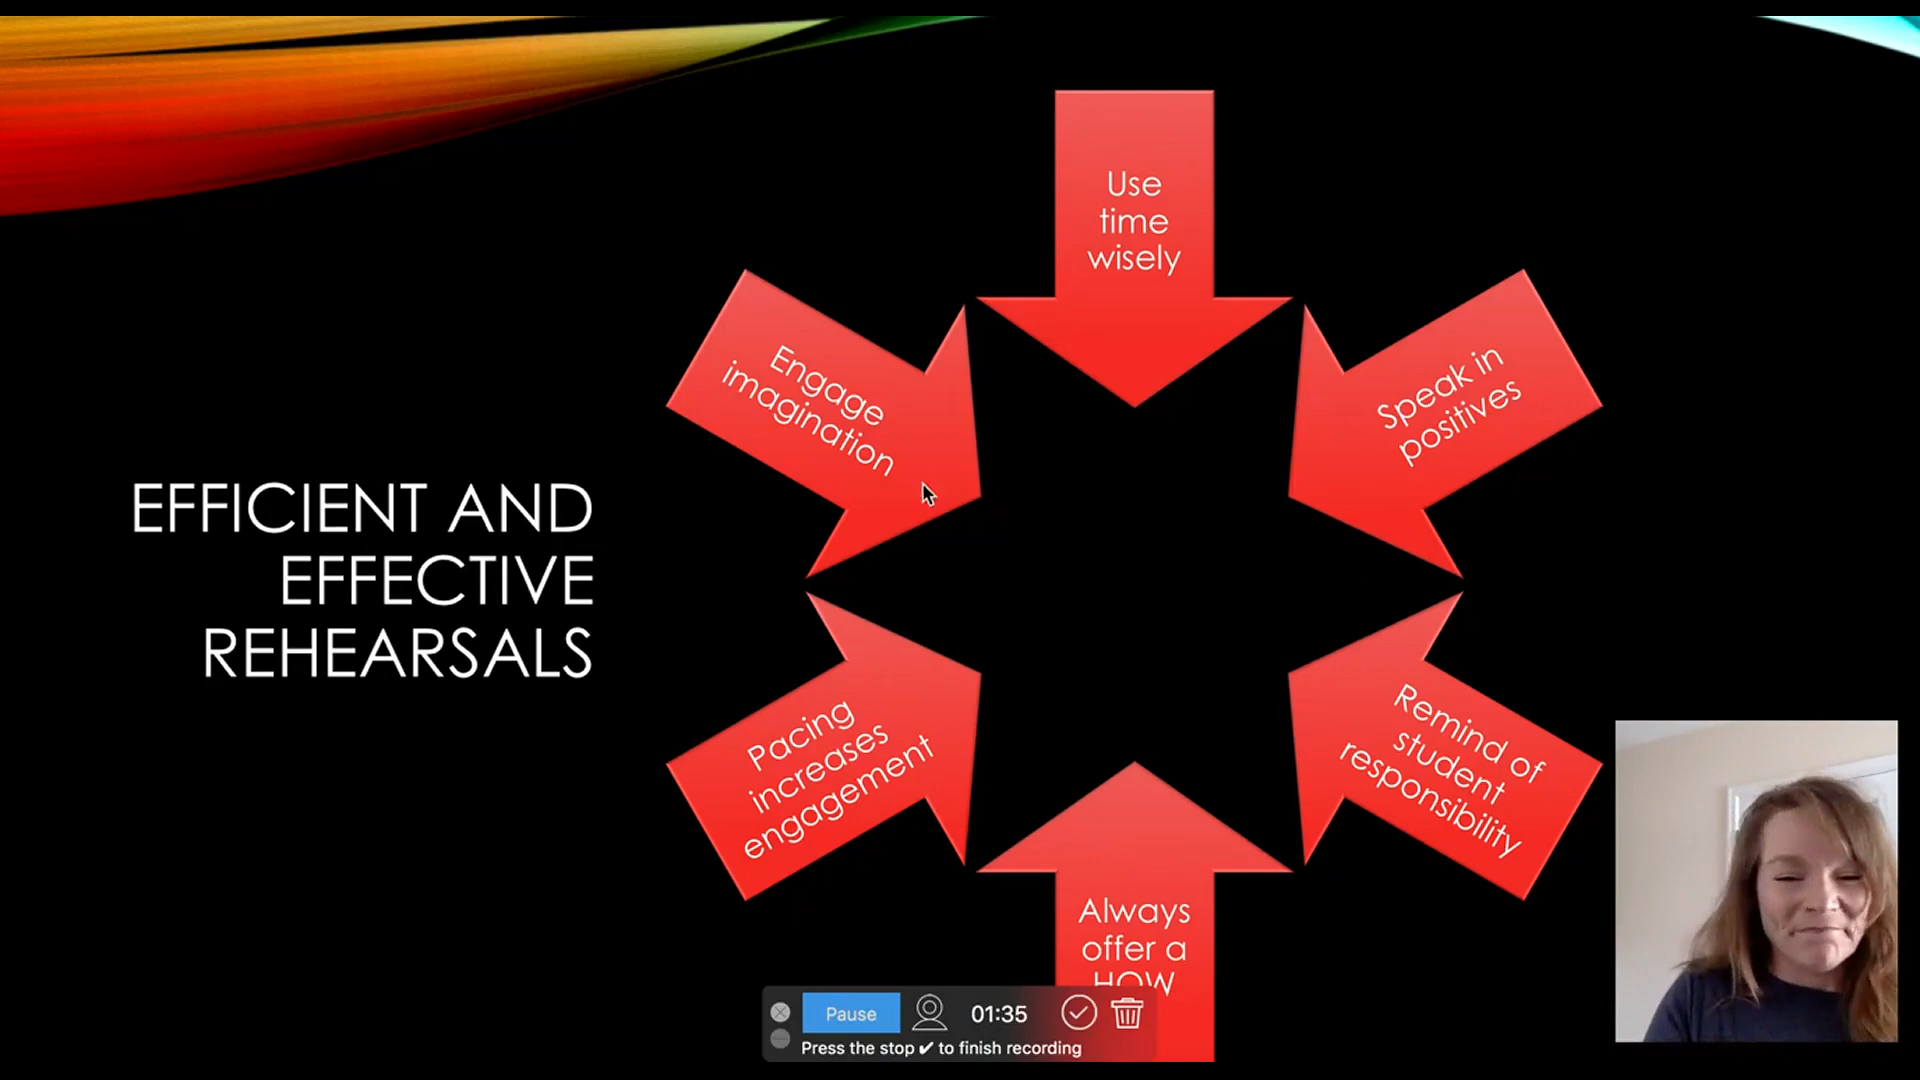 EFFICIENT AND
EFFECTIVE
REHEARSALS
Use
time
wisely
Speak in
positives
Remind of
student
responsibility
Always
offer a
HOW
Pacing
increases
engagement
Engage
imagination
Pause
01:35
Press the stop ✔ to finish recording